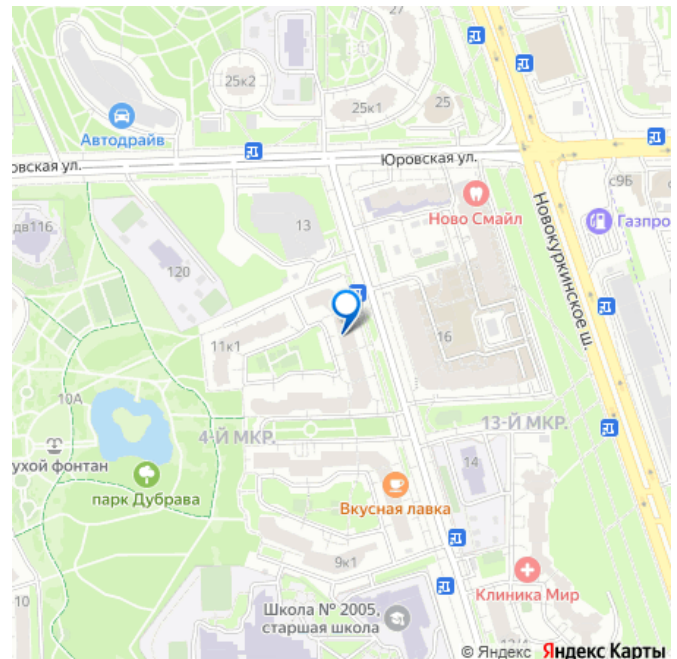 27
25к2
25к1
25
Автодрайв
Юровская ул.
овская ул.
с9Б
Ново Смайл
Газпро
Новокуркинское ш.
дв116
13
120
16
11к1
10А
4-Й МКР.
13-Й МКР.
ухой фонтан
14
парк Дубрава
Вкусная лавка
9к1
Клиника Мир
10
Школа № 2005,
старшая школа
© Яндекс Яндекс Карты